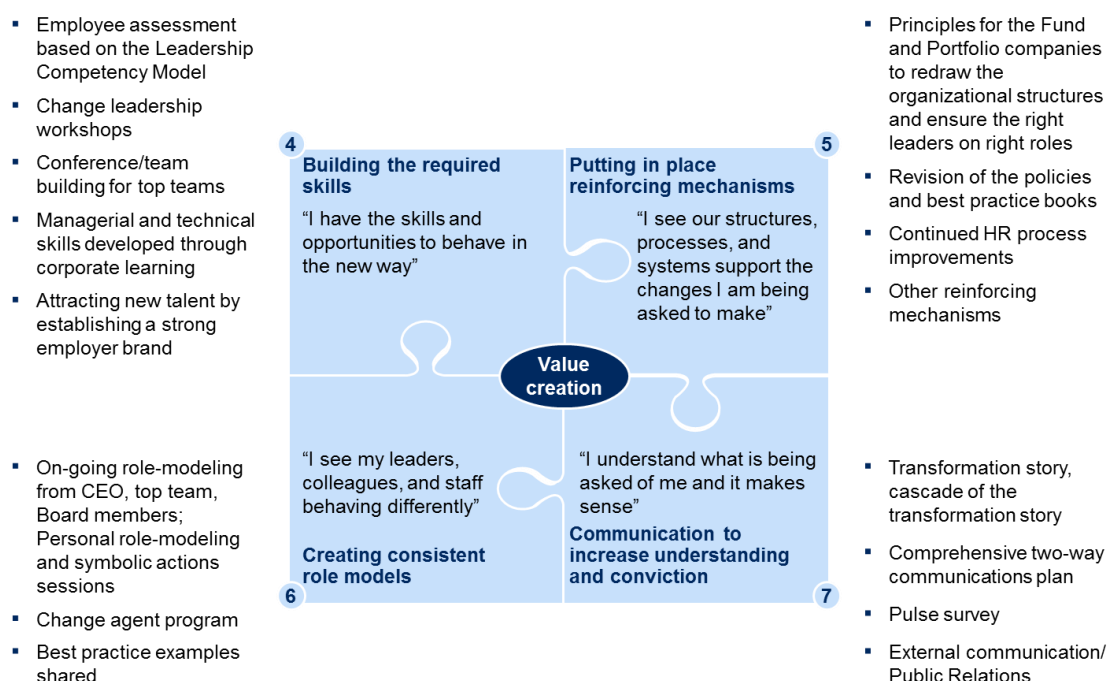 ▪ Employee assessment
based on the Leadership
Competency Model
▪ Change leadership
workshops
▪ Conference/team
building for top teams
▪ Managerial and technical
skills developed through
corporate learning
▪ Attracting new talent by
establishing a strong
employer brand
4
Building the required
skills
“I have the skills and
opportunities to behave in
the new way”
5
Putting in place
reinforcing mechanisms
“I see our structures,
processes, and
systems support the
changes I am being
asked to make”
▪ Principles for the Fund
and Portfolio companies
to redraw the
organizational structures
and ensure the right
leaders on right roles
▪ Revision of the policies
and best practice books
▪ Continued HR process
improvements
▪ Other reinforcing
mechanisms
Value
creation
▪ On-going role-modeling
from CEO, top team,
Board members;
Personal role-modeling
and symbolic actions
sessions
▪ Change agent program
▪ Best practice examples
shared
“I see my leaders,
colleagues, and staff
behaving differently”
Creating consistent
role models
6
“I understand what is being
asked of me and it makes
sense”
Communication to
increase understanding
and conviction
7
▪ Transformation story,
cascade of the
transformation story
▪ Comprehensive two-way
communications plan
▪ Pulse survey
▪ External communication/
Public Relations